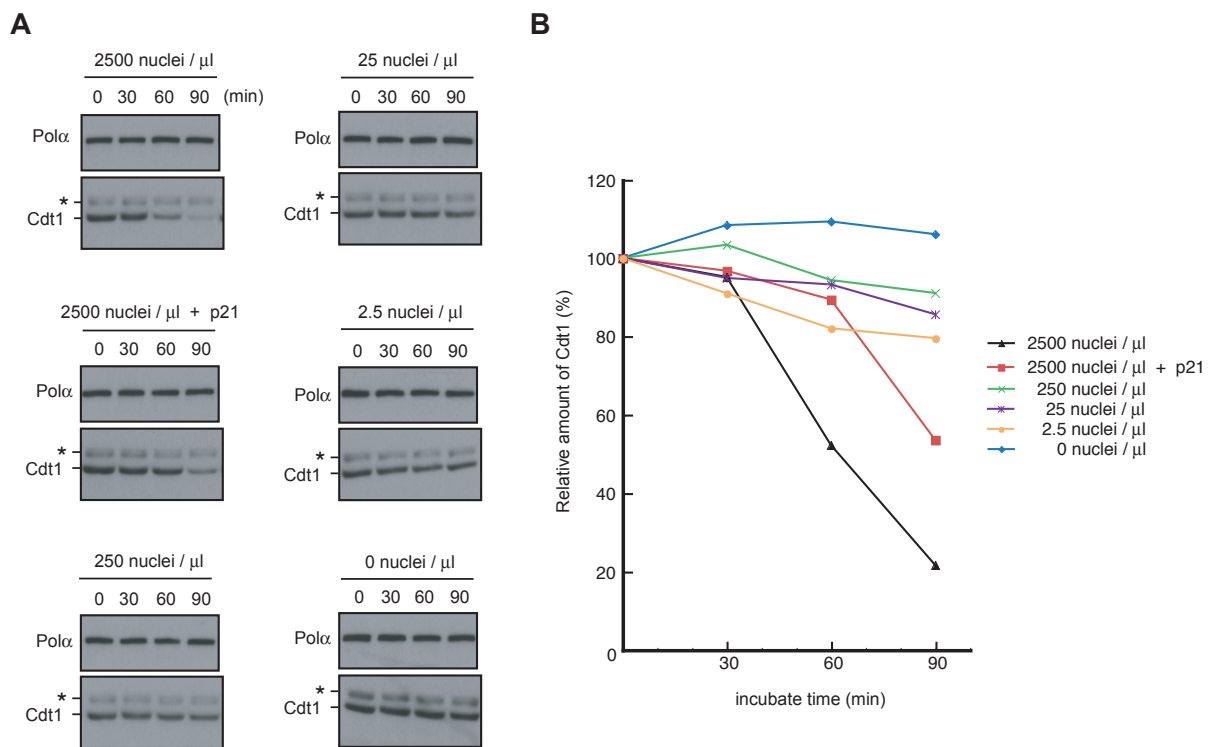 A
2500 nuclei / μl
0 30 60 90 (min)
Polα
*
Cdt1
25 nuclei / μl
0 30 60 90
Polα
*
Cdt1
2500 nuclei / μl + p21
0 30 60 90
Polα
*
Cdt1
2.5 nuclei / μl
0 30 60 90
Polα
*
Cdt1
250 nuclei / μl
0 30 60 90
Polα
*
Cdt1
0 nuclei / μl
0 30 60 90
Polα
*
Cdt1
B
Relative amount of Cdt1 (%)
120
100
80
60
40
20
0
30 60 90
incubate time (min)
2500 nuclei / μl
2500 nuclei / μl + p21
250 nuclei / μl
25 nuclei / μl
2.5 nuclei / μl
0 nuclei / μl